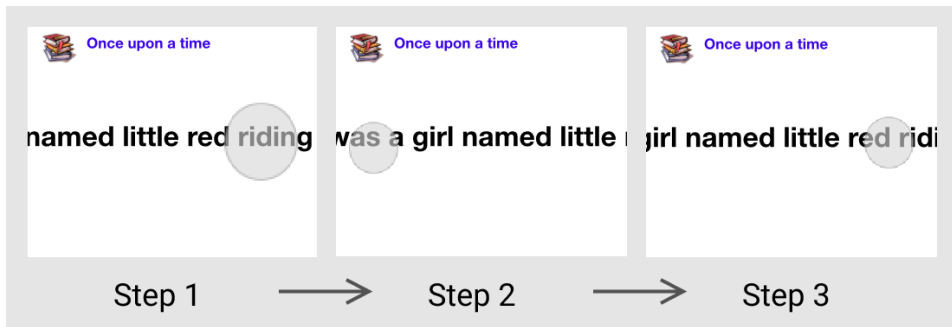 Once upon a time
named little red riding
Step 1
Once upon a time
was a girl named little r
Step 2
Once upon a time
girl named little red ridi
Step 3